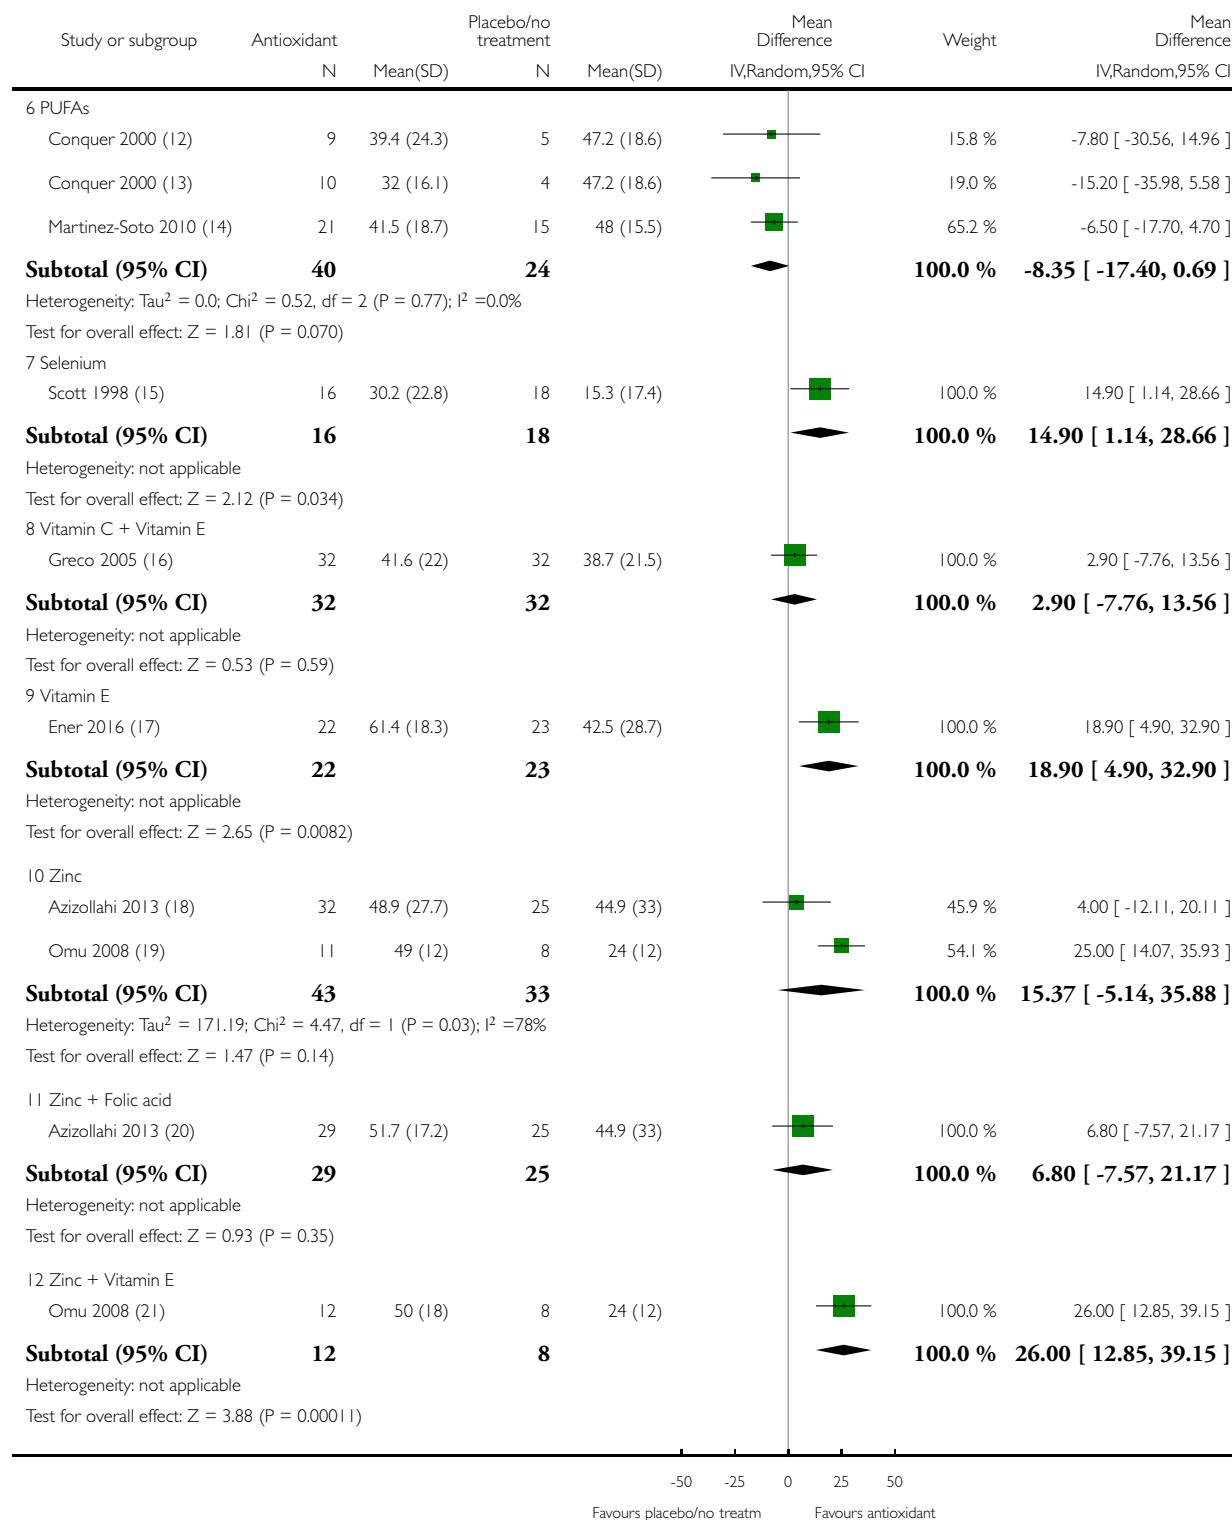 Study or subgroup Antioxidant Placebo/no treatment Mean Difference Weight Mean Difference
N Mean(SD) N Mean(SD) IV,Random,95% CI IV,Random,95% CI
6 PUFAs
Conquer 2000 (12) 9 39.4 (24.3) 5 47.2 (18.6) 15.8 % -7.80 [ -30.56, 14.96 ]
Conquer 2000 (13) 10 32 (16.1) 4 47.2 (18.6) 19.0 % -15.20 [ -35.98, 5.58 ]
Martinez-Soto 2010 (14) 21 41.5 (18.7) 15 48 (15.5) 65.2 % -6.50 [ -17.70, 4.70 ]
Subtotal (95% CI) 40 24 100.0 % -8.35 [ -17.40, 0.69 ]
Heterogeneity: Tau² = 0.0; Chi² = 0.52, df = 2 (P = 0.77); I² =0.0%
Test for overall effect: Z = 1.81 (P = 0.070)
7 Selenium
Scott 1998 (15) 16 30.2 (22.8) 18 15.3 (17.4) 100.0 % 14.90 [ 1.14, 28.66 ]
Subtotal (95% CI) 16 18 100.0 % 14.90 [ 1.14, 28.66 ]
Heterogeneity: not applicable
Test for overall effect: Z = 2.12 (P = 0.034)
8 Vitamin C + Vitamin E
Greco 2005 (16) 32 41.6 (22) 32 38.7 (21.5) 100.0 % 2.90 [ -7.76, 13.56 ]
Subtotal (95% CI) 32 32 100.0 % 2.90 [ -7.76, 13.56 ]
Heterogeneity: not applicable
Test for overall effect: Z = 0.53 (P = 0.59)
9 Vitamin E
Ener 2016 (17) 22 61.4 (18.3) 23 42.5 (28.7) 100.0 % 18.90 [ 4.90, 32.90 ]
Subtotal (95% CI) 22 23 100.0 % 18.90 [ 4.90, 32.90 ]
Heterogeneity: not applicable
Test for overall effect: Z = 2.65 (P = 0.0082)
10 Zinc
Azizollahi 2013 (18) 32 48.9 (27.7) 25 44.9 (33) 45.9 % 4.00 [ -12.11, 20.11 ]
Omu 2008 (19) 11 49 (12) 8 24 (12) 54.1 % 25.00 [ 14.07, 35.93 ]
Subtotal (95% CI) 43 33 100.0 % 15.37 [ -5.14, 35.88 ]
Heterogeneity: Tau² = 171.19; Chi² = 4.47, df = 1 (P = 0.03); I² =78%
Test for overall effect: Z = 1.47 (P = 0.14)
11 Zinc + Folic acid
Azizollahi 2013 (20) 29 51.7 (17.2) 25 44.9 (33) 100.0 % 6.80 [ -7.57, 21.17 ]
Subtotal (95% CI) 29 25 100.0 % 6.80 [ -7.57, 21.17 ]
Heterogeneity: not applicable
Test for overall effect: Z = 0.93 (P = 0.35)
12 Zinc + Vitamin E
Omu 2008 (21) 12 50 (18) 8 24 (12) 100.0 % 26.00 [ 12.85, 39.15 ]
Subtotal (95% CI) 12 8 100.0 % 26.00 [ 12.85, 39.15 ]
Heterogeneity: not applicable
Test for overall effect: Z = 3.88 (P = 0.00011)
-50 -25 0 25 50
Favours placebo/no treatm Favours antioxidant